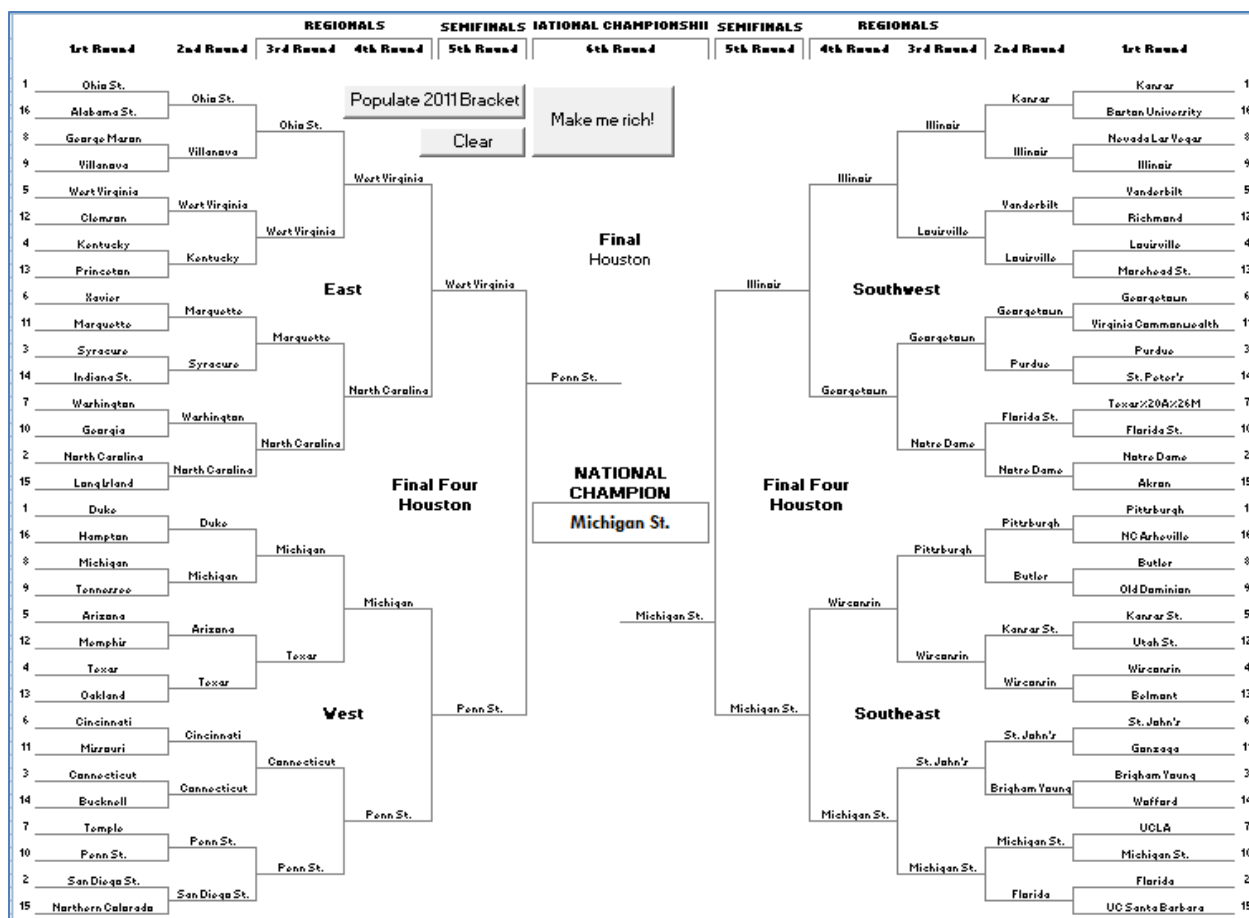 REGIONALS
SEMIFINALS
NATIONAL CHAMPIONSHIP
SEMIFINALS
REGIONALS
1st Round
2nd Round
3rd Round
4th Round
5th Round
6th Round
5th Round
4th Round
3rd Round
2nd Round
1st Round
1 Ohio St.
16 Alabama St.
8 George Mason
9 Villanova
5 West Virginia
12 Clemson
4 Kentucky
13 Princeton
6 Xavier
11 Marquette
3 Syracuse
14 Indiana St.
7 Washington
10 Georgia
2 North Carolina
15 Long Island
1 Duke
16 Hampton
8 Michigan
9 Tennessee
5 Arizona
12 Memphis
4 Texas
13 Oakland
6 Cincinnati
11 Missouri
3 Connecticut
14 Bucknell
7 Temple
10 Penn St.
2 San Diego St.
15 Northern Colorado
Ohio St.
Villanova
West Virginia
Kentucky
Marquette
Syracuse
Washington
North Carolina
Duke
Michigan
Arizona
Texas
Cincinnati
Connecticut
Penn St.
San Diego St.
Ohio St.
West Virginia
Marquette
North Carolina
Michigan
Texas
Connecticut
Penn St.
West Virginia
North Carolina
Michigan
Penn St.
East
West
West Virginia
Penn St.
Populate 2011 Bracket
Clear
Make me rich!
Final
Houston
Penn St.
Final Four
Houston
NATIONAL
CHAMPION
Michigan St.
Final Four
Houston
Michigan St.
Illinois
Michigan St.
Southwest
Southeast
Illinois
Georgetown
Wisconsin
Michigan St.
Illinois
Louisville
Georgetown
Notre Dame
Pittsburgh
Wisconsin
St. John's
Michigan St.
Kansas
Illinois
Vanderbilt
Louisville
Georgetown
Purdue
Florida St.
Notre Dame
Pittsburgh
Butler
Kansas St.
Wisconsin
St. John's
Brigham Young
Michigan St.
Florida
Kansas 1
Boston University 16
Nevada Las Vegas 8
Illinois 9
Vanderbilt 5
Richmond 12
Louisville 4
Morehead St. 13
Georgetown 6
Virginia Commonwealth 11
Purdue 3
St. Peter's 14
Texas%20A%26M 7
Florida St. 10
Notre Dame 2
Akron 15
Pittsburgh 1
NC Asheville 16
Butler 8
Old Dominion 9
Kansas St. 5
Utah St. 12
Wisconsin 4
Belmont 13
St. John's 6
Gonzaga 11
Brigham Young 3
Wofford 14
UCLA 7
Michigan St. 10
Florida 2
UC Santa Barbara 15